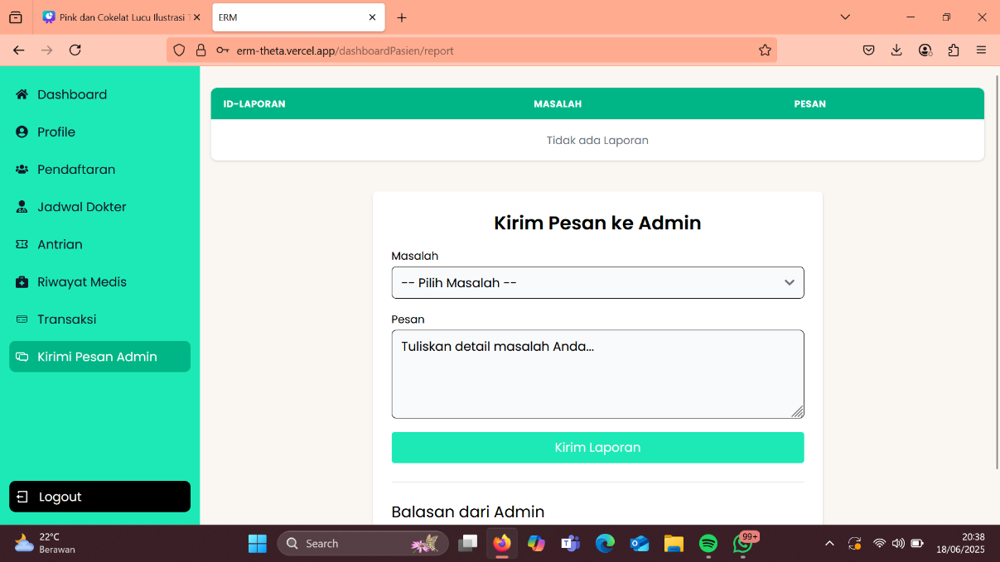 Pink dan Cokelat Lucu Ilustrasi T
ERM
erm-theta.vercel.app/dashboardPasien/report
Dashboard
Profile
Pendaftaran
Jadwal Dokter
Antrian
Riwayat Medis
Transaksi
Kirimi Pesan Admin
Logout
ID-LAPORAN MASALAH PESAN
Tidak ada Laporan
Kirim Pesan ke Admin
Masalah
-- Pilih Masalah --
Pesan
Tuliskan detail masalah Anda...
Kirim Laporan
Balasan dari Admin
22°C
Berawan
Search
99+
20:38
18/06/2025